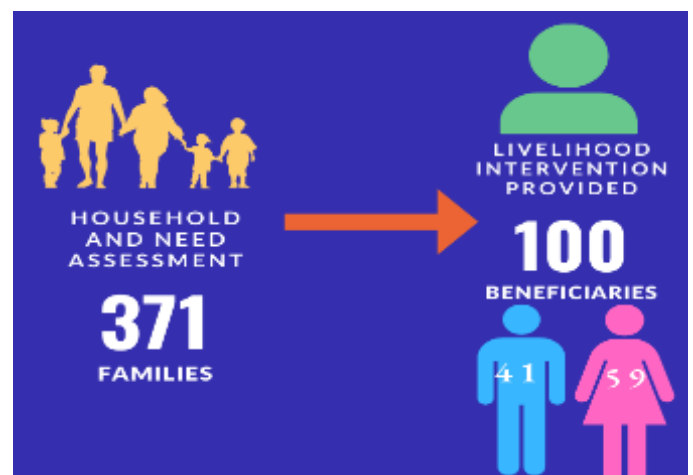 HOUSEHOLD
AND NEED
ASSESSMENT
371
FAMILIES
LIVELIHOOD
INTERVENTION
PROVIDED
100
BENEFICIARIES
41
59